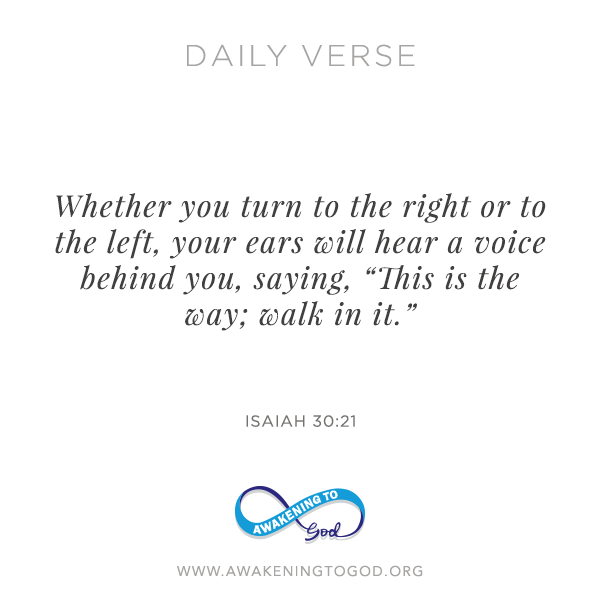 DAILY VERSE
Whether you turn to the right or to
the left, your ears will hear a voice
behind you, saying, “This is the
way; walk in it.”
ISAIAH 30:21
AWAKENING TO
God
WWW.AWAKENINGTOGOD.ORG